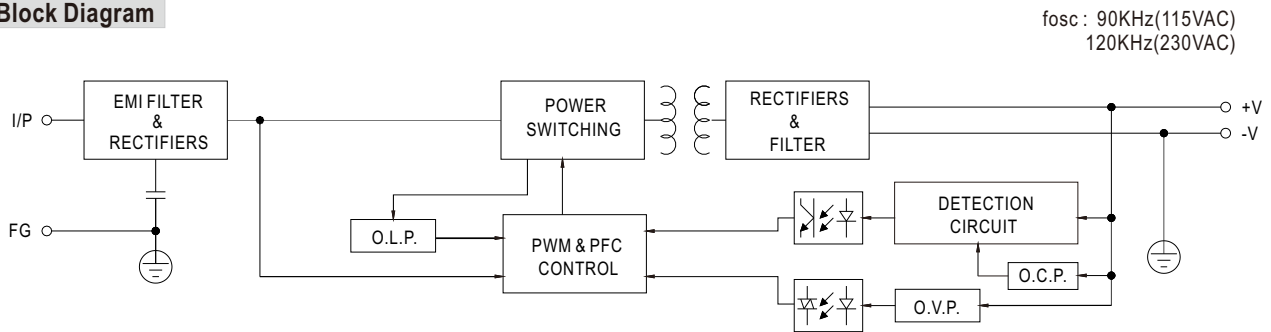 Block Diagram
fosc : 90KHz(115VAC)
120KHz(230VAC)
I/P
EMI FILTER
&
RECTIFIERS
POWER
SWITCHING
RECTIFIERS
&
FILTER
+V
-V
FG
O.L.P.
PWM & PFC
CONTROL
DETECTION
CIRCUIT
O.C.P.
O.V.P.